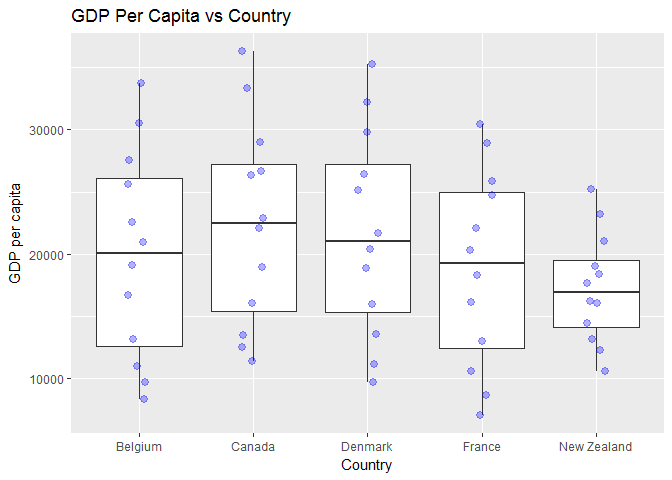 GDP Per Capita vs Country
30000
20000
10000
GDP per capita
Belgium Canada Denmark France New Zealand
Country